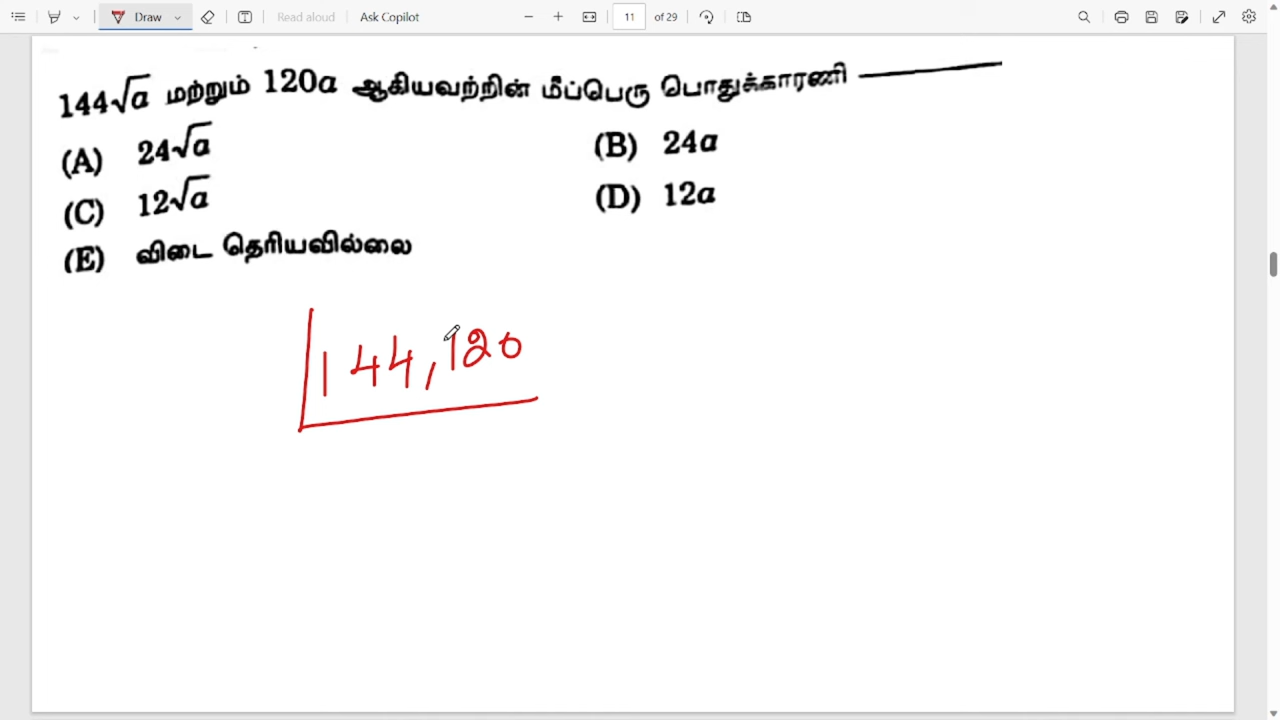 Draw Read aloud Ask Copilot 11 of 29
144√a மற்றும் 120a ஆகியவற்றின் மீப்பெரு பொதுக்காரணி
(A) 24√a (B) 24a
(C) 12√a (D) 12a
(E) விடை தெரியவில்லை
144, 120